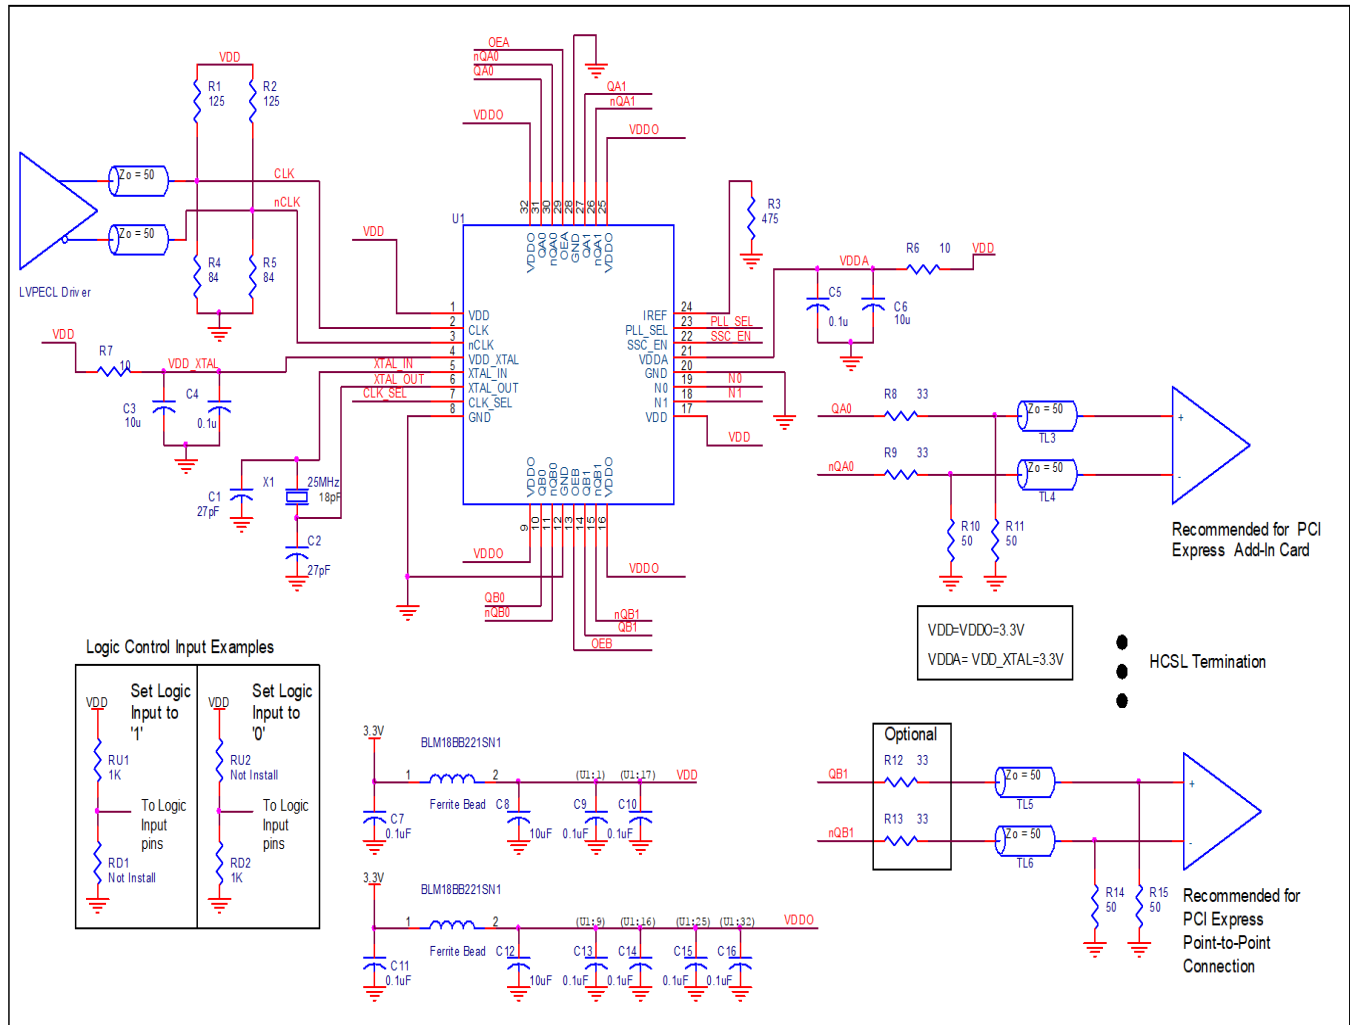 VDD
R1
125
R2
125
Zo = 50
CLK
nCLK
Zo = 50
R4
84
R5
84
LVPECL Driver
OEA
nQA0
QA0
VDDO
QA1
nQA1
VDDO
32
31
30
29
28
27
26
25
U1
VDDO
QA0
nQA0
OEA
GND
QA1
nQA1
VDDO
VDD
1
2
3
4
5
6
7
8
VDD
CLK
nCLK
VDD_XTAL
XTAL_IN
XTAL_OUT
CLK_SEL
GND
IREF
PLL_SEL
SSC_EN
VDDA
GND
N0
N1
VDD
24
23
22
21
20
19
18
17
PLL_SEL
SSC_EN
N0
N1
VDD
R3
475
VDDA
R6
10
VDD
C5
0.1u
C6
10u
VDD
R7
10
VDD_XTAL
XTAL_IN
XTAL_OUT
CLK_SEL
C3
10u
C4
0.1u
C1
27pF
X1
25MHz
18pF
C2
27pF
VDDO
QB0
nQB0
GND
OEB
QB1
nQB1
VDDO
9
10
11
12
13
14
15
16
VDDO
QB0
nQB0
VDDO
nQB1
QB1
OEB
QA0
R8
33
Zo = 50
TL3
+
nQA0
R9
33
Zo = 50
TL4
-
R10
50
R11
50
Recommended for PCI
Express Add-In Card
VDD=VDDO=3.3V
VDDA= VDD_XTAL=3.3V
HCSL Termination
Logic Control Input Examples
Set Logic
Input to
'1'
VDD
RU1
1K
To Logic
Input
pins
RD1
Not Install
Set Logic
Input to
'0'
VDD
RU2
Not Install
To Logic
Input
pins
RD2
1K
3.3V
BLM18BB221SN1
1
2
(U1:1)
(U1:17)
VDD
Ferrite Bead
C7
0.1uF
C8
10uF
C9
0.1uF
C10
0.1uF
3.3V
BLM18BB221SN1
1
2
(U1:9)
(U1:16)
(U1:25)
(U1:32)
VDDO
Ferrite Bead
C11
0.1uF
C12
10uF
C13
0.1uF
C14
0.1uF
C15
0.1uF
C16
0.1uF
Optional
QB1
R12
33
Zo = 50
TL5
+
nQB1
R13
33
Zo = 50
TL6
-
R14
50
R15
50
Recommended for
PCI Express
Point-to-Point
Connection